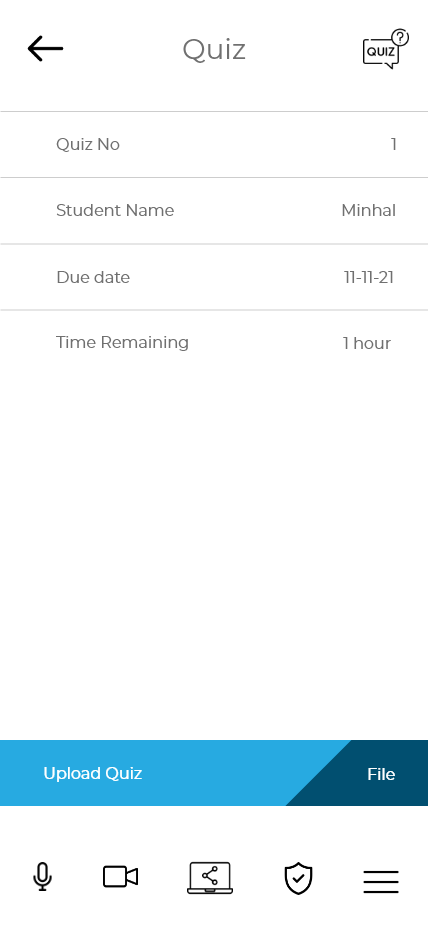 Quiz
QUIZ ?
Quiz No 1
Student Name Minhal
Due date 11-11-21
Time Remaining 1 hour
Upload Quiz File